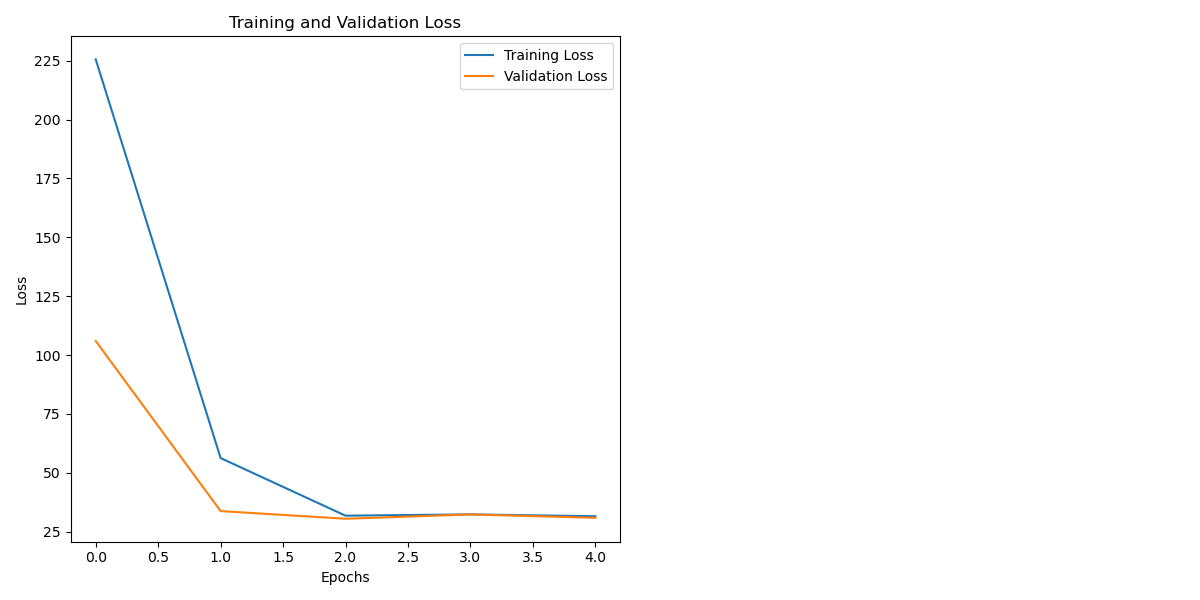 Training and Validation Loss
Training Loss
Validation Loss
225
200
175
150
125
100
75
50
25
Loss
0.0 0.5 1.0 1.5 2.0 2.5 3.0 3.5 4.0
Epochs